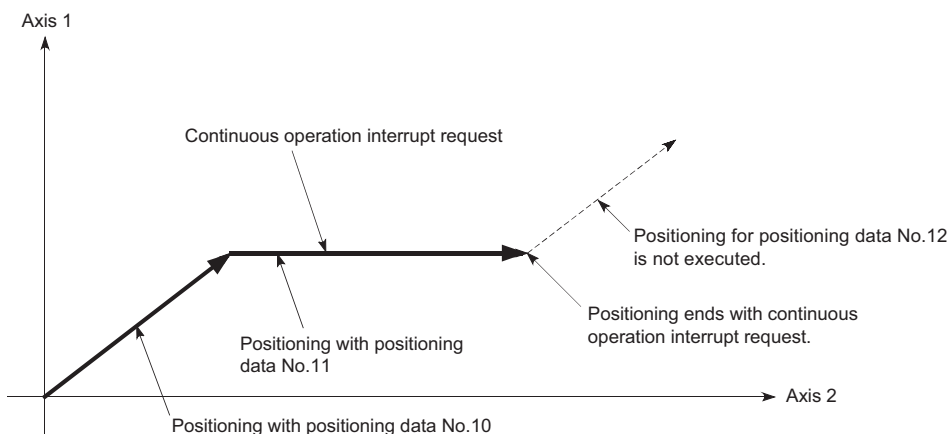 Axis 1
Continuous operation interrupt request
Positioning for positioning data No.12
is not executed.
Positioning ends with continuous
operation interrupt request.
Positioning with positioning
data No.11
Axis 2
Positioning with positioning data No.10